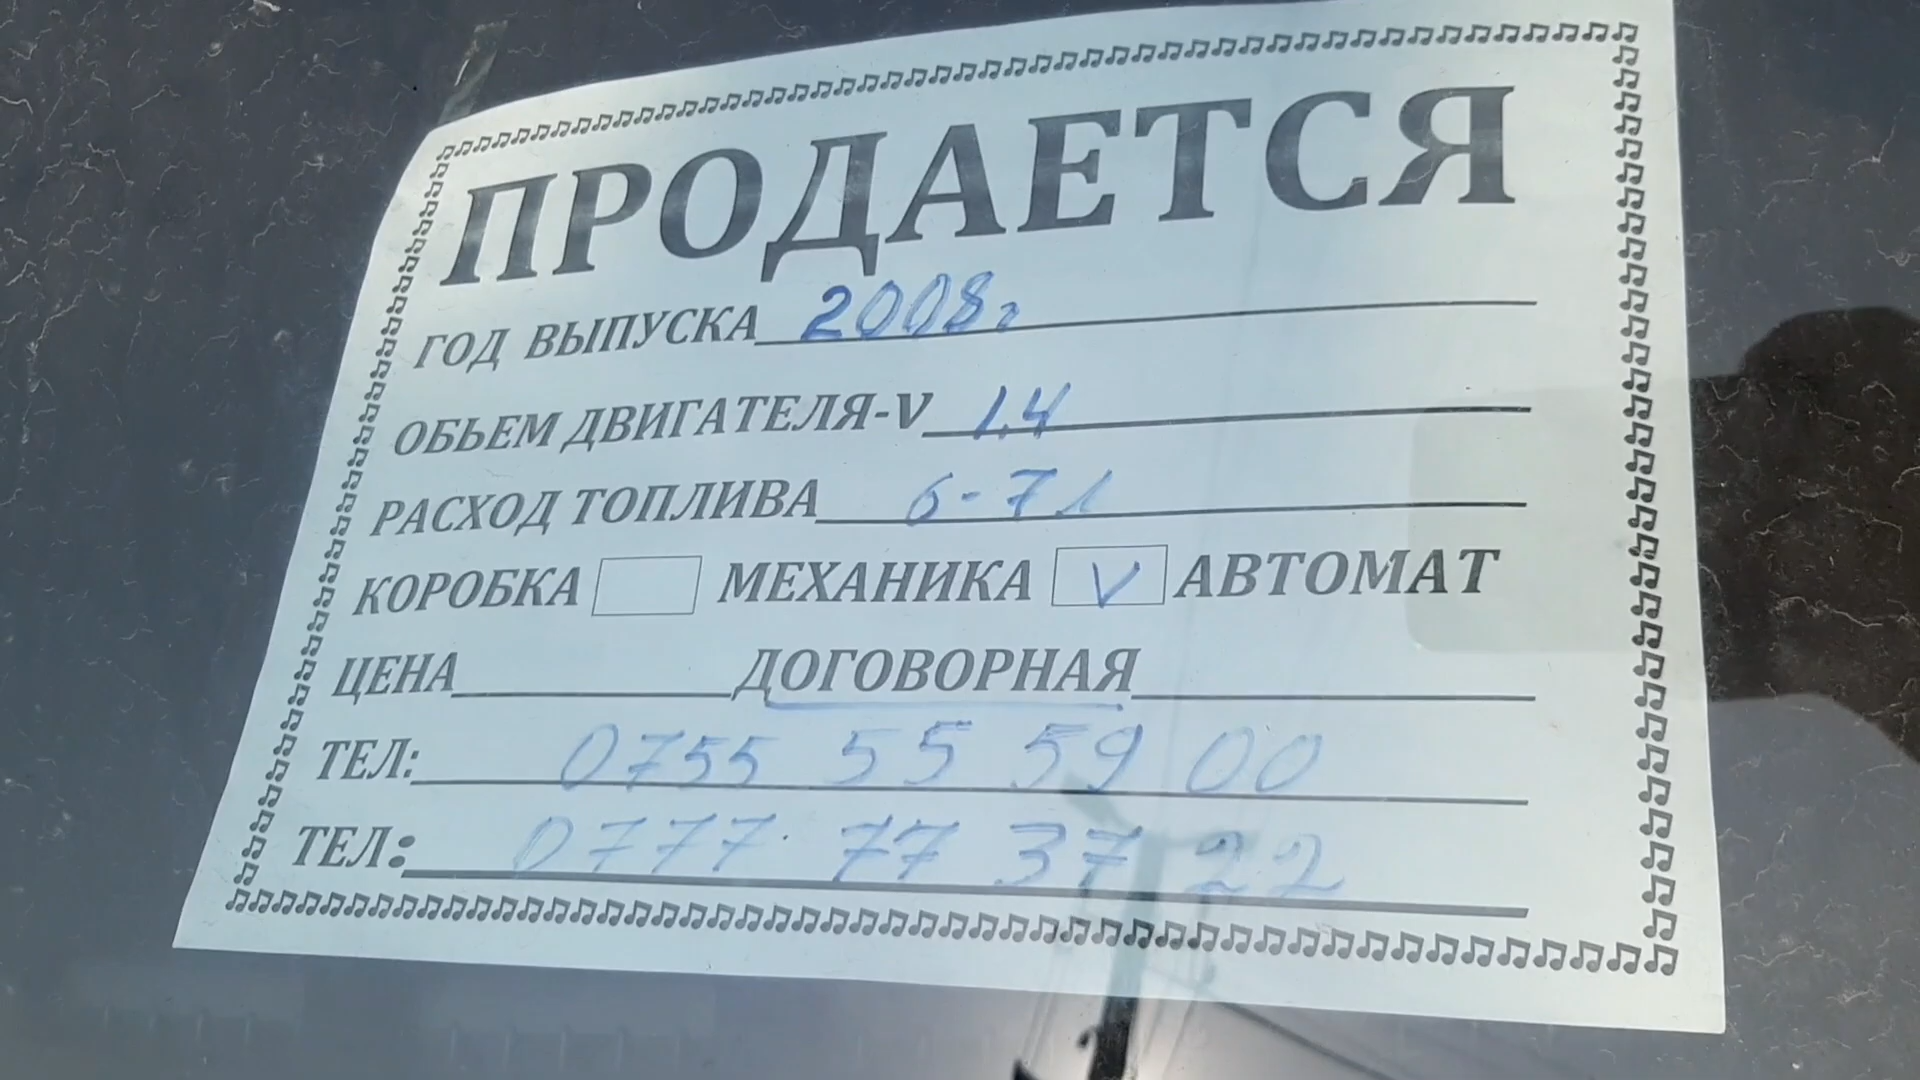 ПРОДАЕТСЯ
ГОД ВЫПУСКА 2008г
ОБЬЕМ ДВИГАТЕЛЯ-V 1.4
РАСХОД ТОПЛИВА 6-7л
КОРОБКА МЕХАНИКА V АВТОМАТ
ЦЕНА ДОГОВОРНАЯ
ТЕЛ: 0755 55 59 00
ТЕЛ: 0777 77 37 22